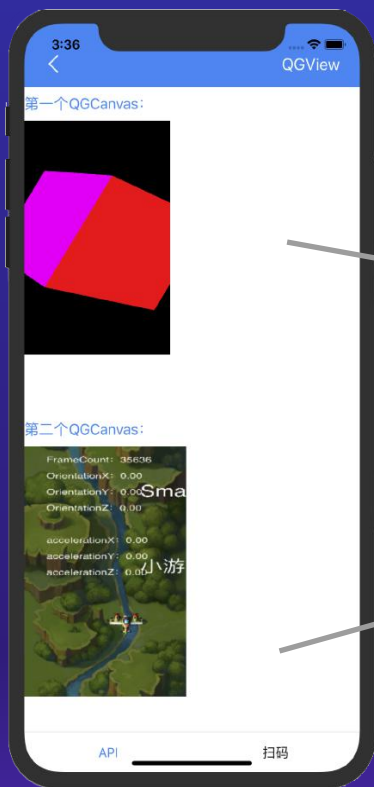 3:36
QGView
第一个QGCanvas：
第二个QGCanvas：
FrameCount: 35636
OrientationX: 0.00
OrientationY: 0.00
Sma
OrientationZ: 0.00
accelerationX: 0.00
accelerationY: 0.00
小游
accelerationZ: 0.00
API
扫码